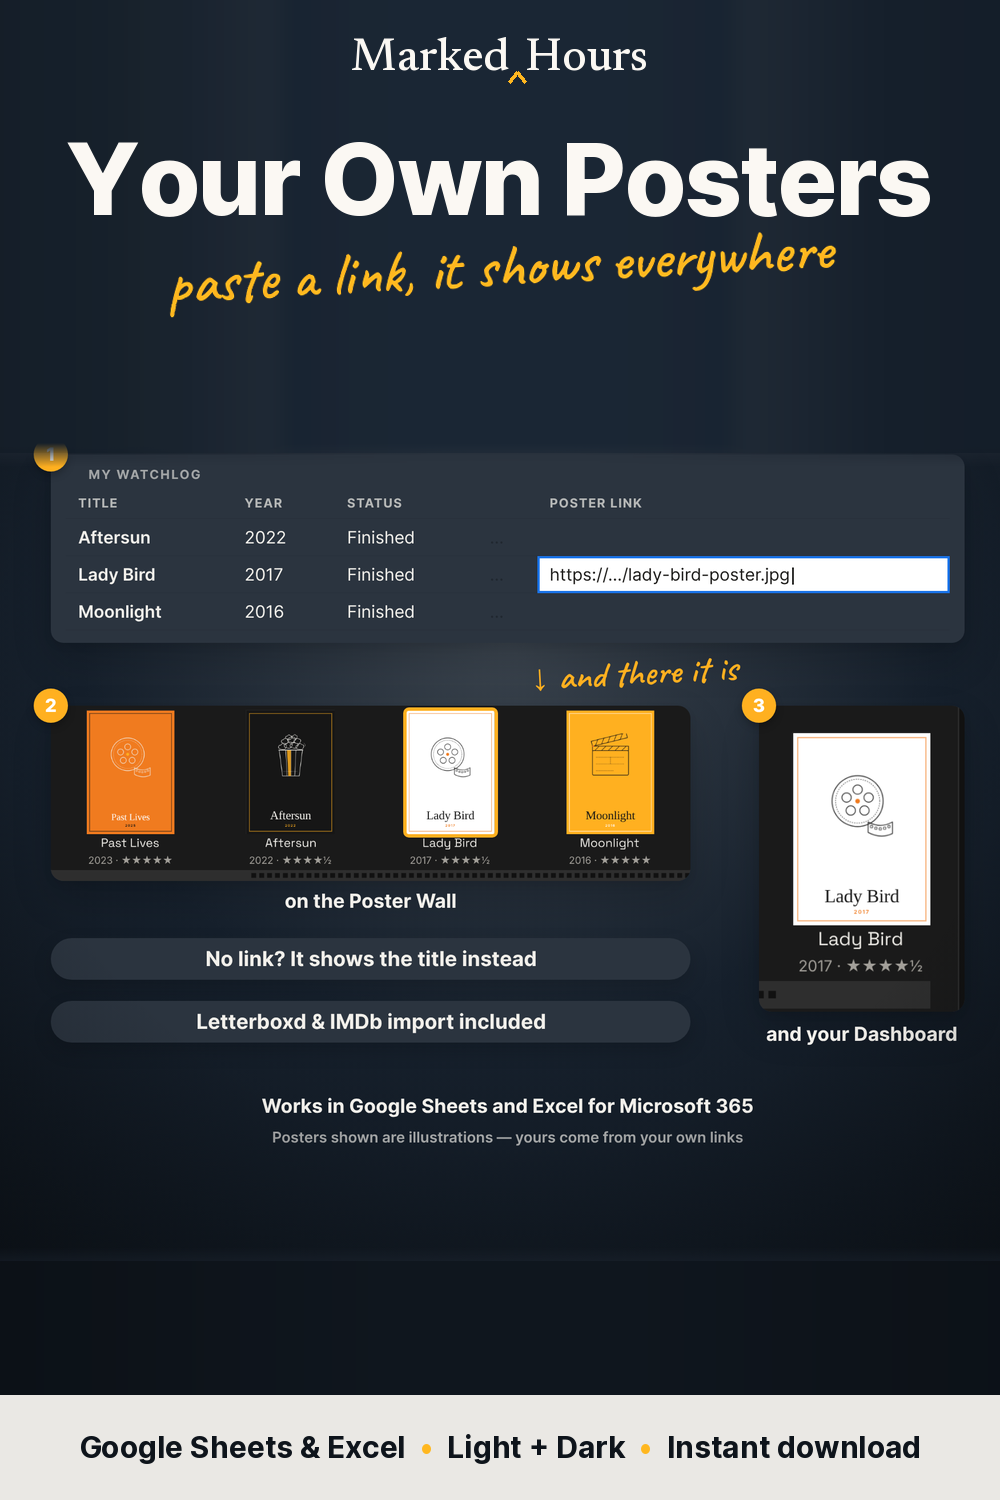 Marked Hours
Your Own Posters
paste a link, it shows everywhere
1
MY WATCHLOG
TITLE YEAR STATUS POSTER LINK
Aftersun 2022 Finished ...
Lady Bird 2017 Finished ... https://.../lady-bird-poster.jpg
Moonlight 2016 Finished ...
↓ and there it is
2
Past Lives
2023
Past Lives
2023 · ★★★★★
Aftersun
2022
Aftersun
2022 · ★★★★½
Lady Bird
2017
Lady Bird
2017 · ★★★★½
Moonlight
2016
Moonlight
2016 · ★★★★★
on the Poster Wall
No link? It shows the title instead
Letterboxd & IMDb import included
3
Lady Bird
2017
Lady Bird
2017 · ★★★★½
and your Dashboard
Works in Google Sheets and Excel for Microsoft 365
Posters shown are illustrations — yours come from your own links
Google Sheets & Excel • Light + Dark • Instant download